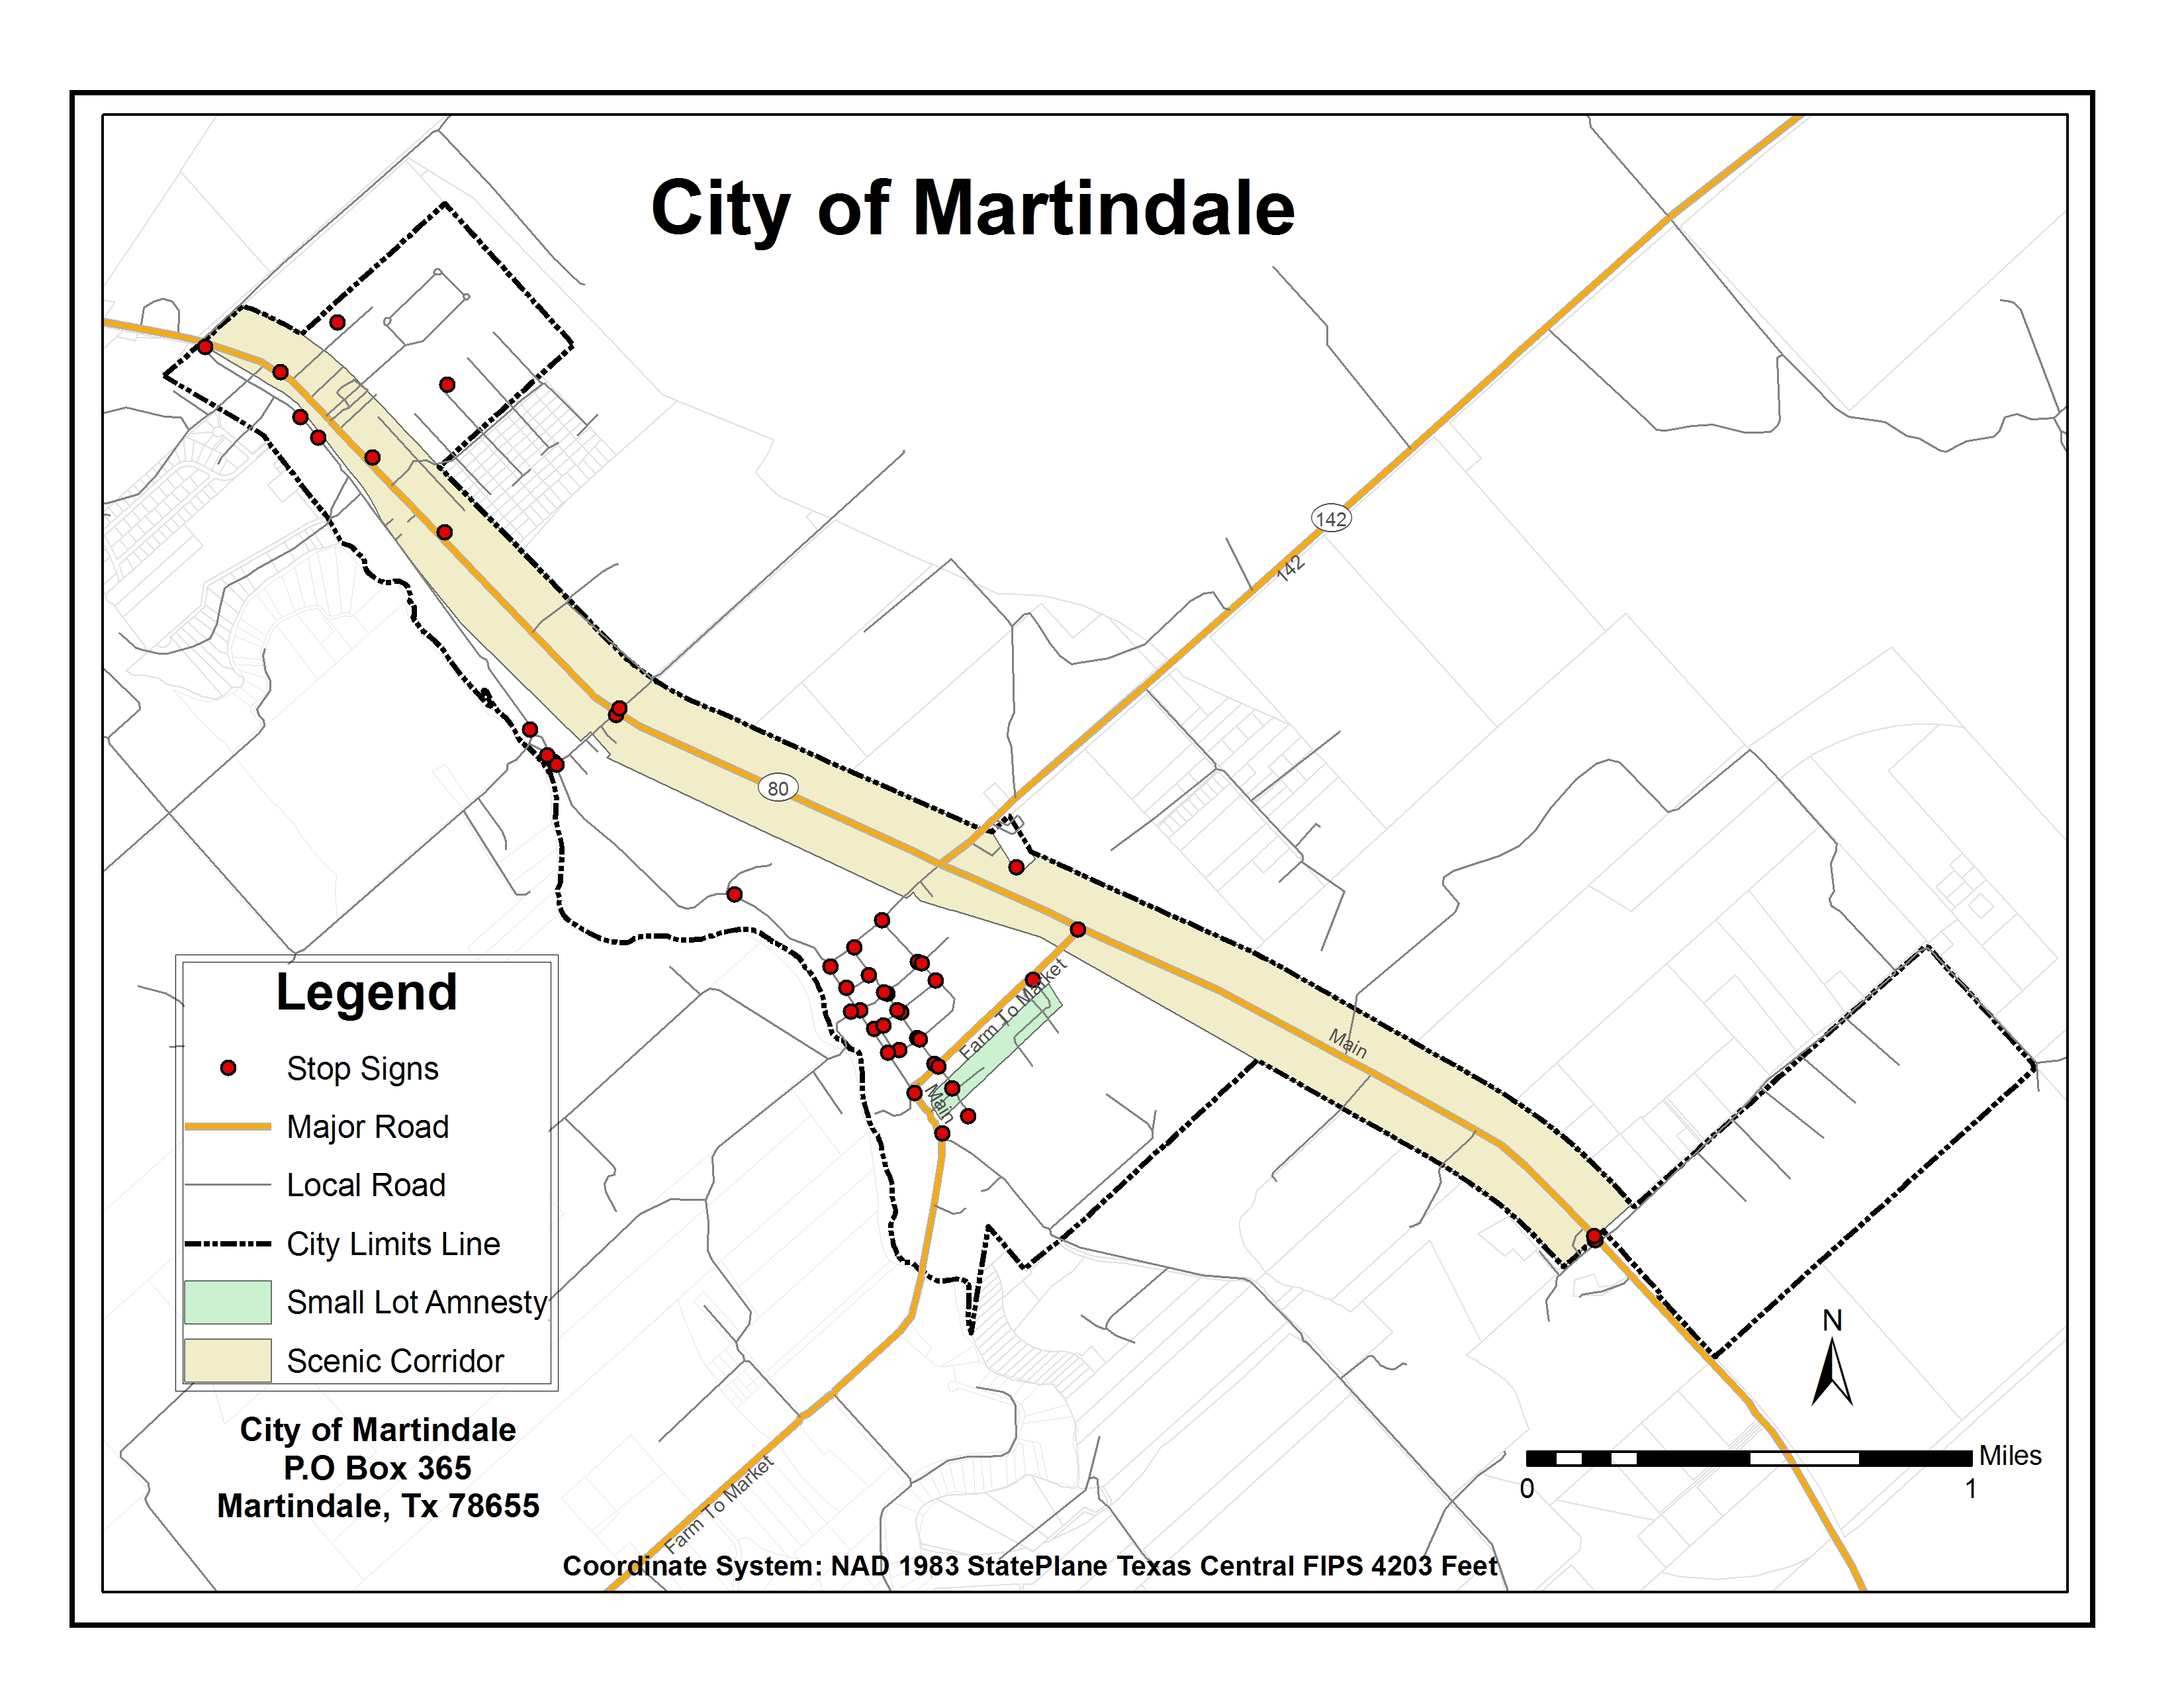 City of Martindale
142
142
80
Farm To Market
Main
Main
Legend
Stop Signs
Major Road
Local Road
City Limits Line
Small Lot Amnesty
Scenic Corridor
City of Martindale
P.O Box 365
Martindale, Tx 78655
Farm To Market
N
Miles
0 1
Coordinate System: NAD 1983 StatePlane Texas Central FIPS 4203 Feet